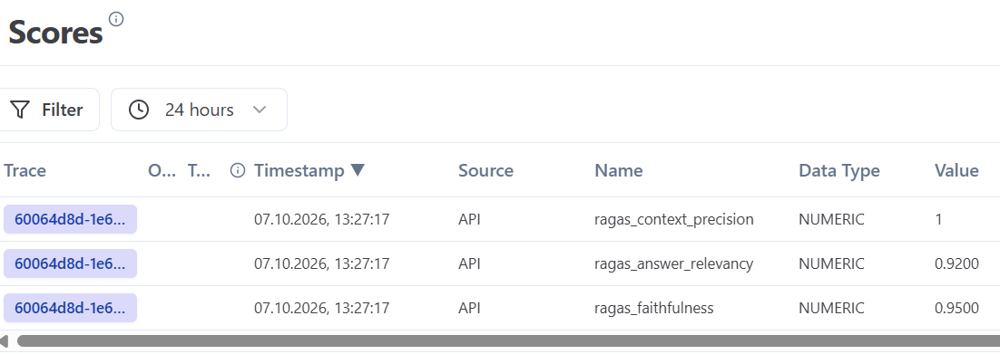 Scores
Filter 24 hours
Trace O... T... Timestamp ▼ Source Name Data Type Value
60064d8d-1e6... 07.10.2026, 13:27:17 API ragas_context_precision NUMERIC 1
60064d8d-1e6... 07.10.2026, 13:27:17 API ragas_answer_relevancy NUMERIC 0.9200
60064d8d-1e6... 07.10.2026, 13:27:17 API ragas_faithfulness NUMERIC 0.9500